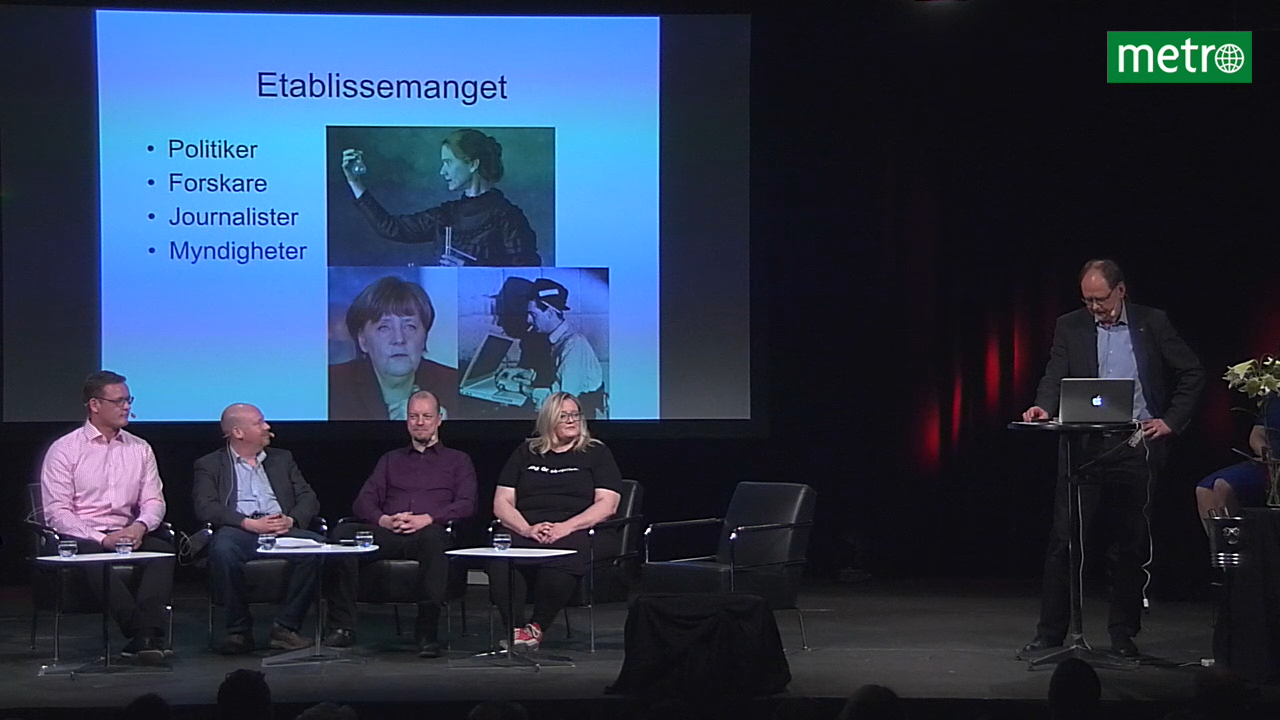 metro
Etablissemanget
• Politiker
• Forskare
• Journalister
• Myndigheter